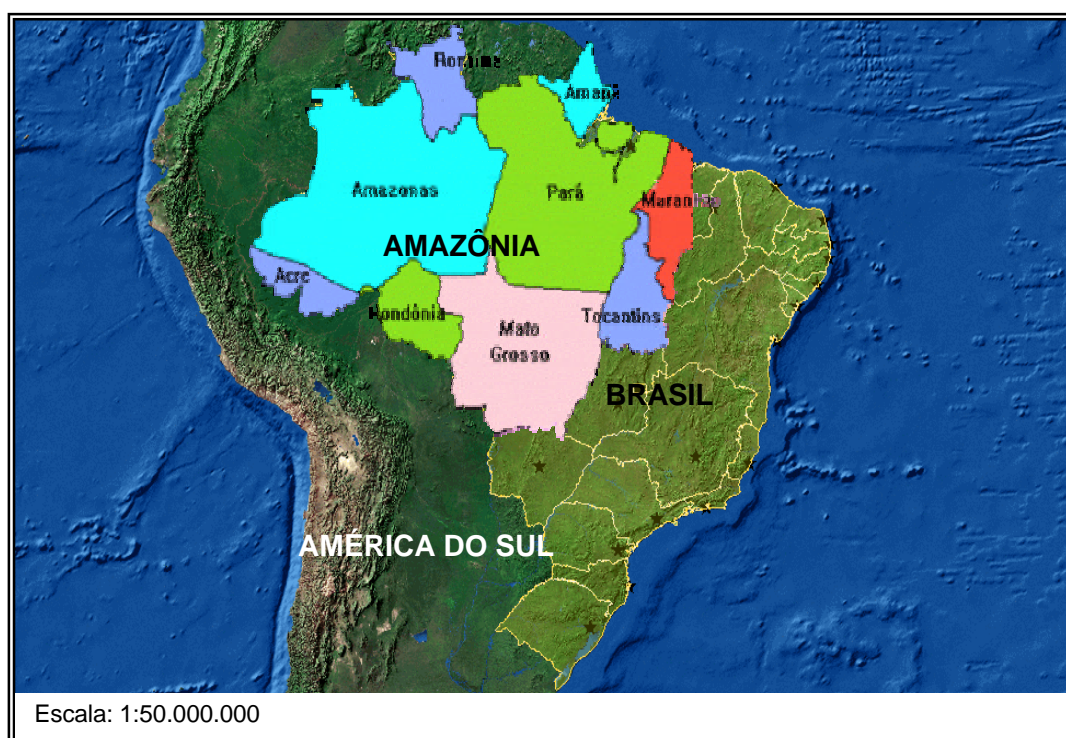 Roraima
Amapá
Amazonas
Pará
Maranhão
AMAZÔNIA
Acre
Rondônia
Tocantins
Mato
Grosso
BRASIL
AMÉRICA DO SUL
Escala: 1:50.000.000